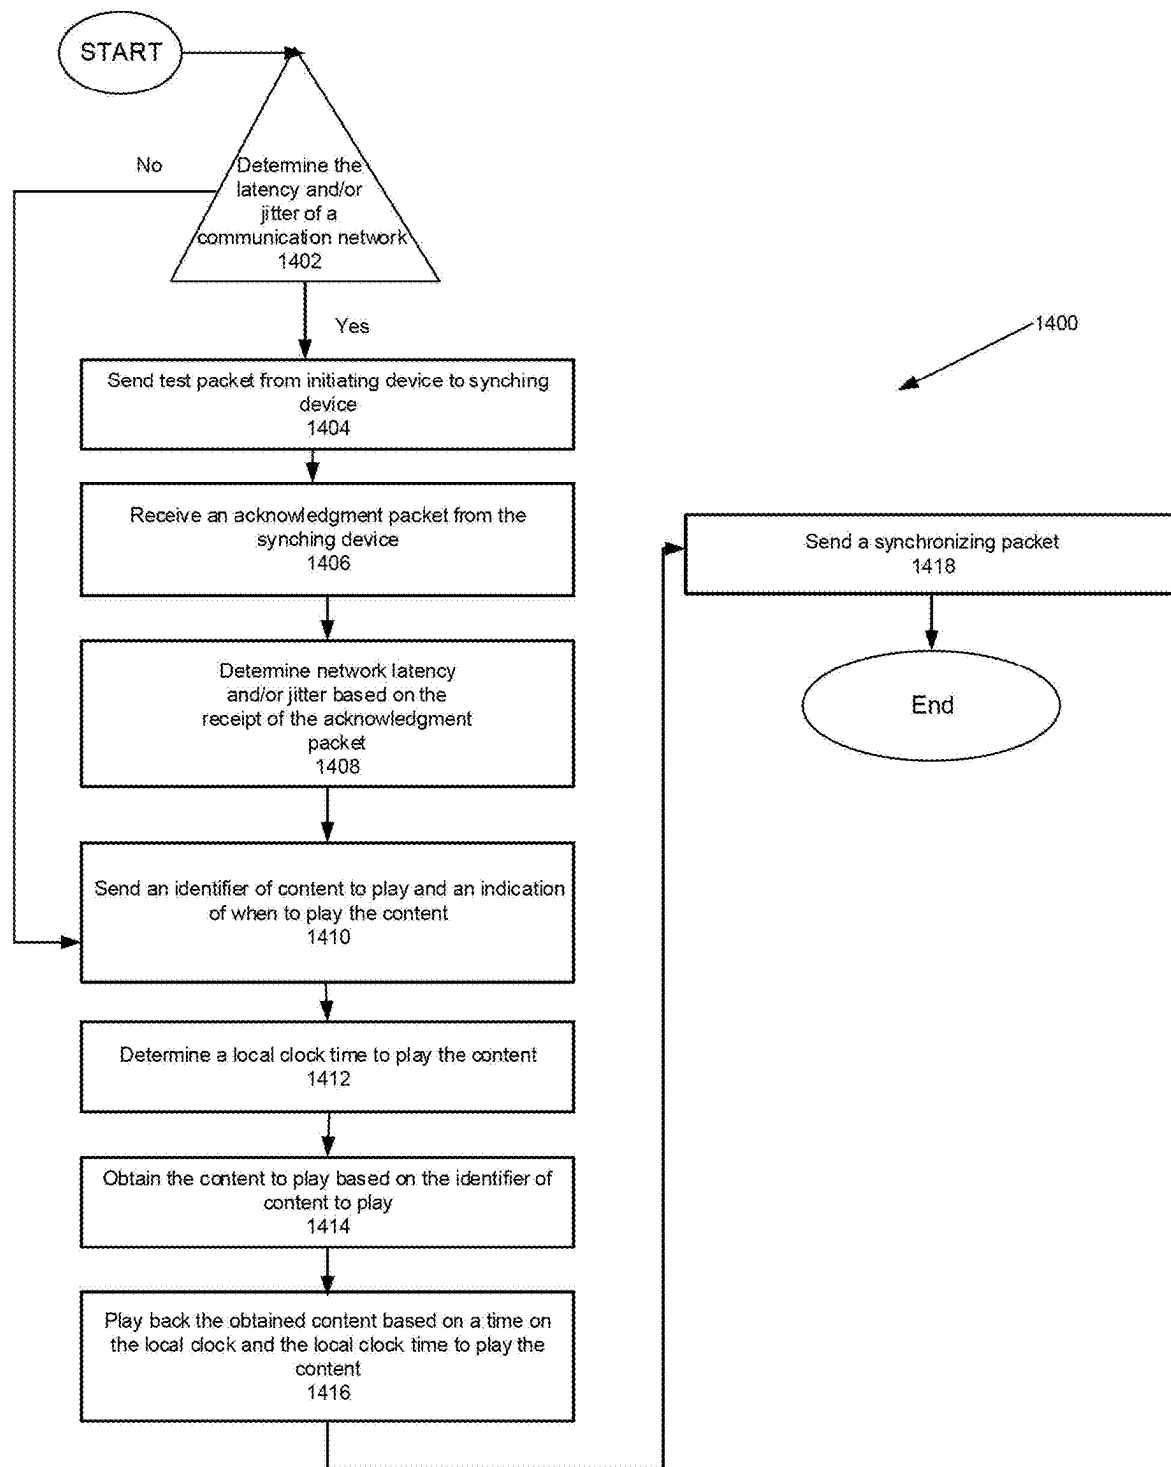 START
No
Determine the
latency and/or
jitter of a
communication network
1402
Yes
1400
Send test packet from initiating device to synching
device
1404
Receive an acknowledgment packet from the
synching device
1406
Determine network latency
and/or jitter based on the
receipt of the acknowledgment
packet
1408
Send an identifier of content to play and an indication
of when to play the content
1410
Determine a local clock time to play the content
1412
Obtain the content to play based on the identifier of
content to play
1414
Play back the obtained content based on a time on
the local clock and the local clock time to play the
content
1416
Send a synchronizing packet
1418
End